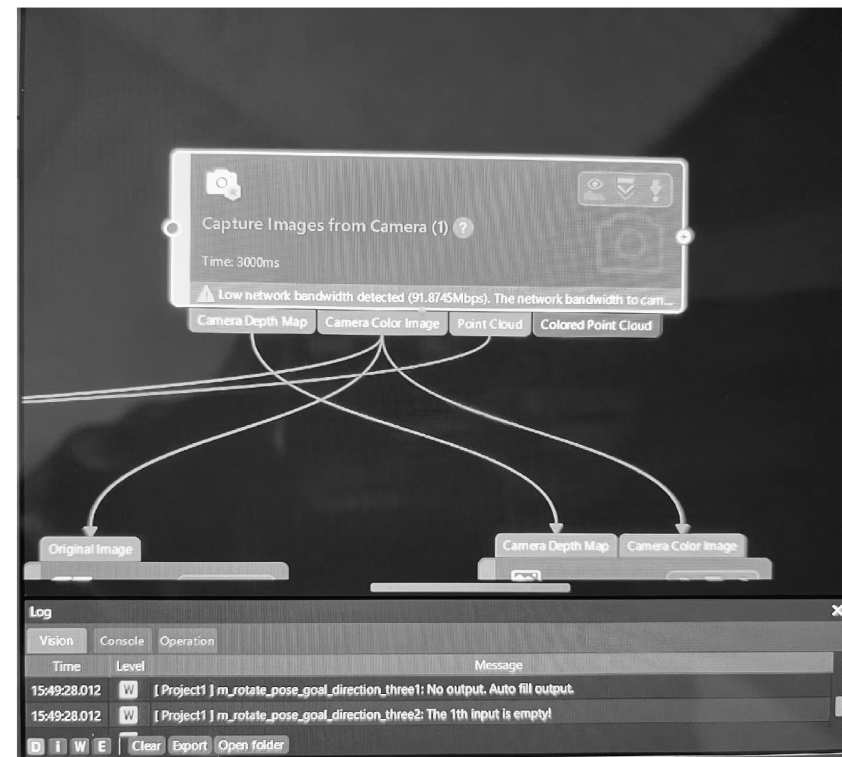 Capture Images from Camera (1) ?
Time: 3000ms
Low network bandwidth detected (91.8745Mbps). The network bandwidth to cam...
Camera Depth Map Camera Color Image Point Cloud Colored Point Cloud
Original Image Camera Depth Map Camera Color Image
Log
Vision Console Operation
Time Level Message
15:49:28.012 W [ Project1 ] m_rotate_pose_goal_direction_three1: No output. Auto fill output.
15:49:28.012 W [ Project1 ] m_rotate_pose_goal_direction_three2: The 1th input is empty!
D i W E Clear Export Open folder